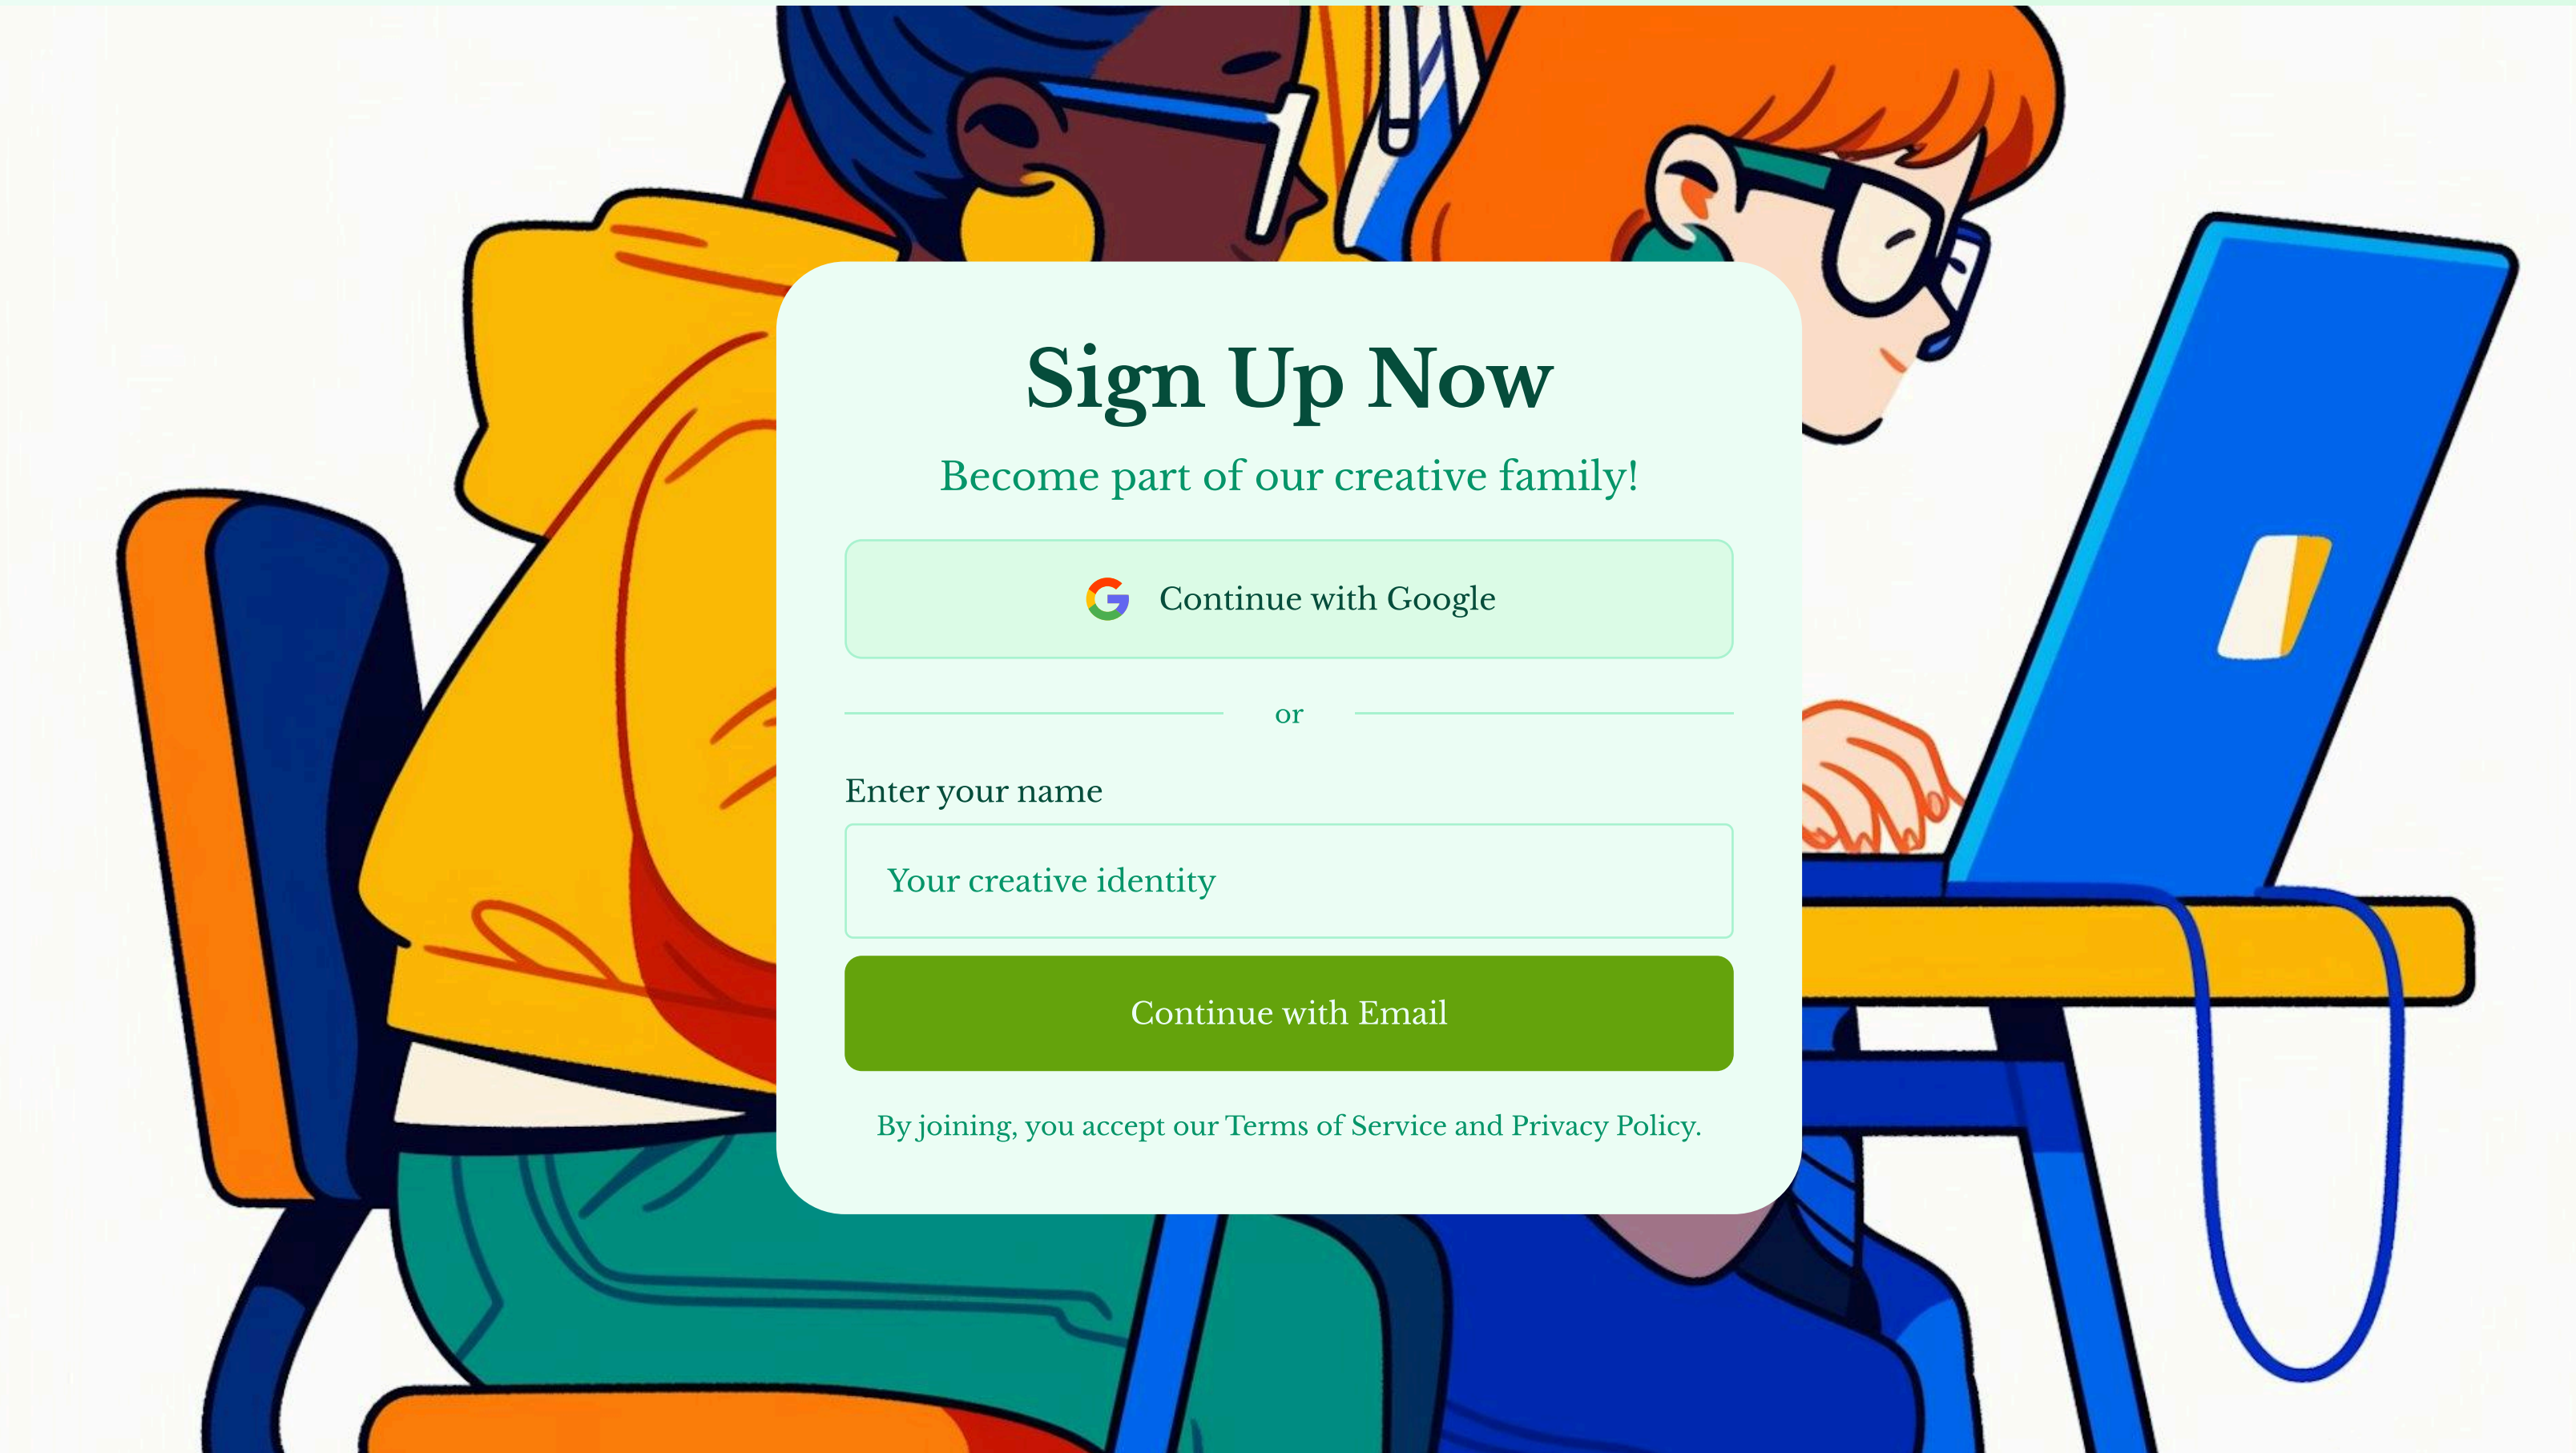 Sign Up Now
Become part of our creative family!
Continue with Google
or
Enter your name
Your creative identity
Continue with Email
By joining, you accept our Terms of Service and Privacy Policy.